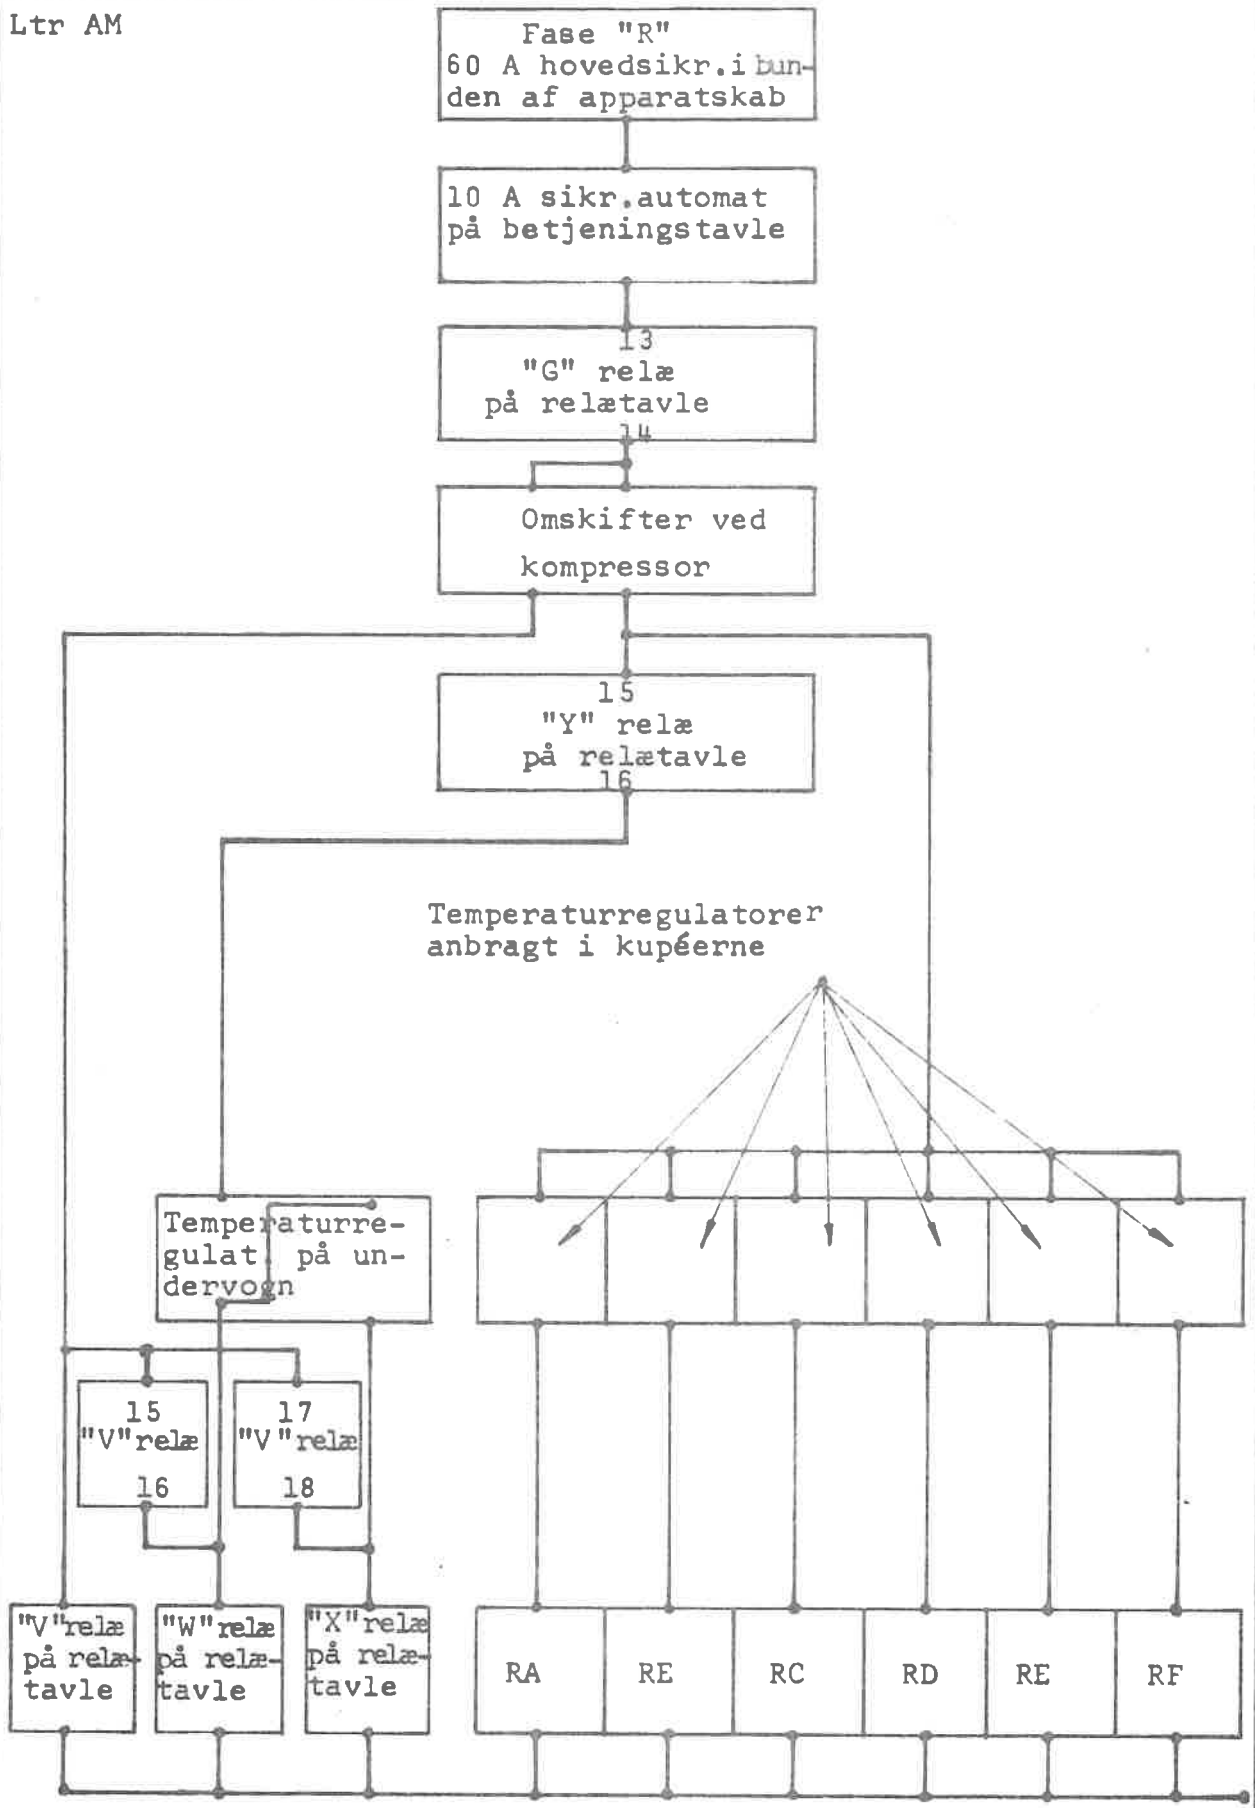 Ltr AM
Fase "R"
60 A hovedsikr.i bun-
den af apparatskab
10 A sikr.automat
på betjeningstavle
13
"G" relæ
på relætavle
14
Omskifter ved
kompressor
15
"Y" relæ
på relætavle
16
Temperaturregulatorer
anbragt i kupéerne
Temperaturre-
gulat. på un-
dervogn
15
"V" relæ
16
17
"V" relæ
18
"V" relæ
på relæ-
tavle
"W" relæ
på relæ-
tavle
"X" relæ
på relæ-
tavle
RA
RE
RC
RD
RE
RF